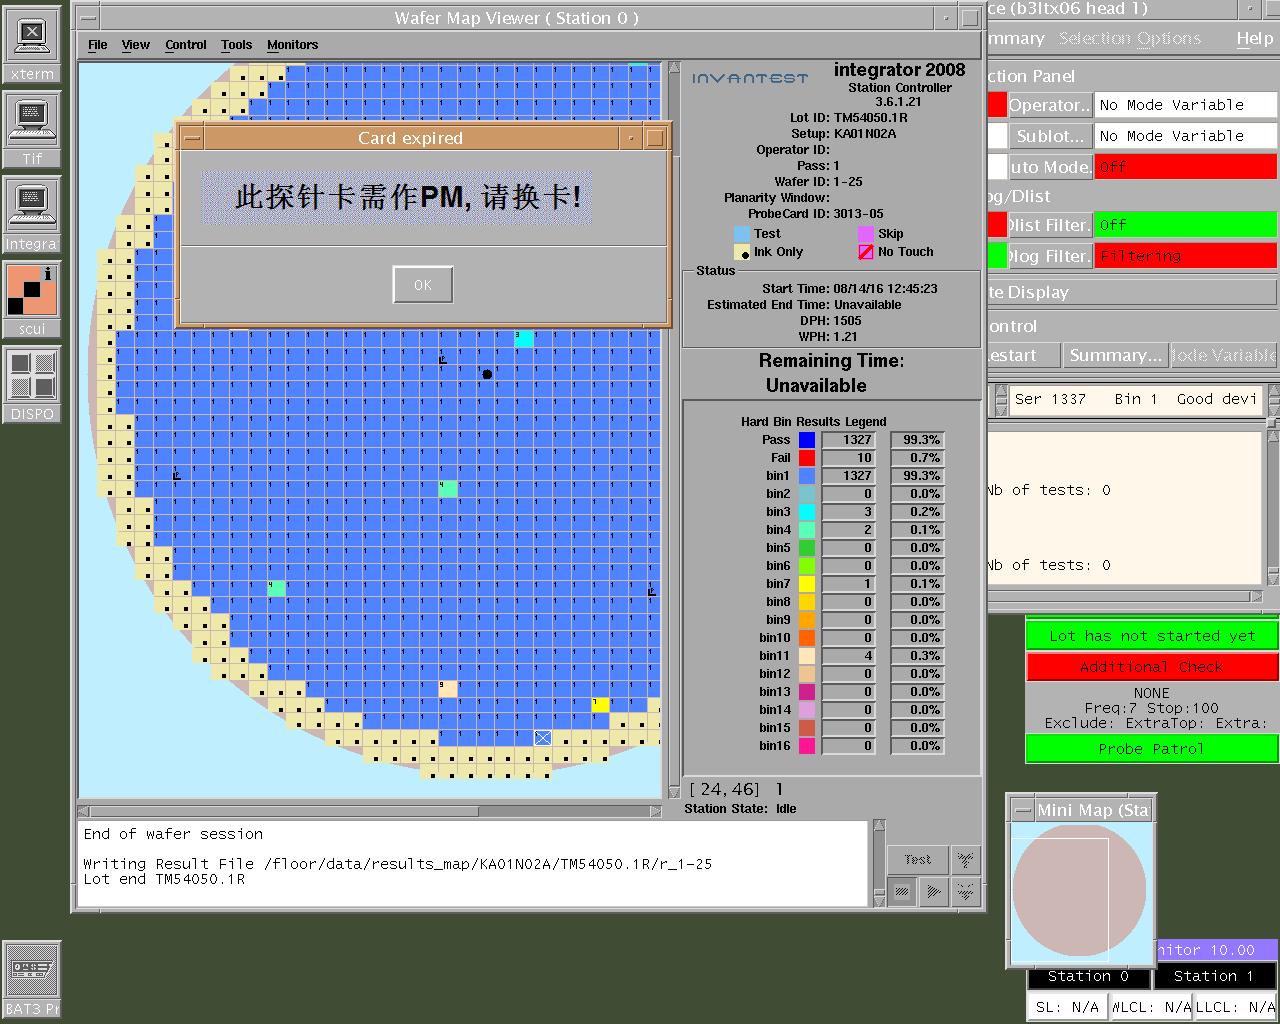 Wafer Map Viewer ( Station 0 )
File View Control Tools Monitors
xterm
Tif
Integra
scui
DISPO
BAT3 Pr
Card expired
此探针卡需作PM, 请换卡!
OK
INVANTEST
integrator 2008
Station Controller
3.6.1.21
Lot ID: TM54050.1R
Setup: KA01N02A
Operator ID:
Pass: 1
Wafer ID: 1-25
Planarity Window:
ProbeCard ID: 3013-05
Test Skip
Ink Only No Touch
Status
Start Time: 08/14/16 12:45:23
Estimated End Time: Unavailable
DPH: 1505
WPH: 1.21
Remaining Time:
Unavailable
Hard Bin Results Legend
Pass 1327 99.3%
Fail 10 0.7%
bin1 1327 99.3%
bin2 0 0.0%
bin3 3 0.2%
bin4 2 0.1%
bin5 0 0.0%
bin6 0 0.0%
bin7 1 0.1%
bin8 0 0.0%
bin9 0 0.0%
bin10 0 0.0%
bin11 4 0.3%
bin12 0 0.0%
bin13 0 0.0%
bin14 0 0.0%
bin15 0 0.0%
bin16 0 0.0%
[ 24, 46] 1
Station State: Idle
End of wafer session
Writing Result File /floor/data/results_map/KA01N02A/TM54050.1R/r_1-25
Lot end TM54050.1R
Test
ce (b3ltx06 head 1)
mmary Selection Options Help
ction Panel
Operator.. No Mode Variable
Sublot... No Mode Variable
uto Mode. Off
og/Dlist
Dlist Filter. Off
Dlog Filter. Filtering
te Display
ontrol
estart Summary... Mode Variable
Ser 1337 Bin 1 Good devi
Nb of tests: 0
Nb of tests: 0
Lot has not started yet
Additional Check
NONE
Freq:7 Stop:100
Exclude: ExtraTop: Extra:
Probe Patrol
Mini Map (Sta
nitor 10.00
Station 0 Station 1
SL: N/A WLCL: N/A LLCL: N/A